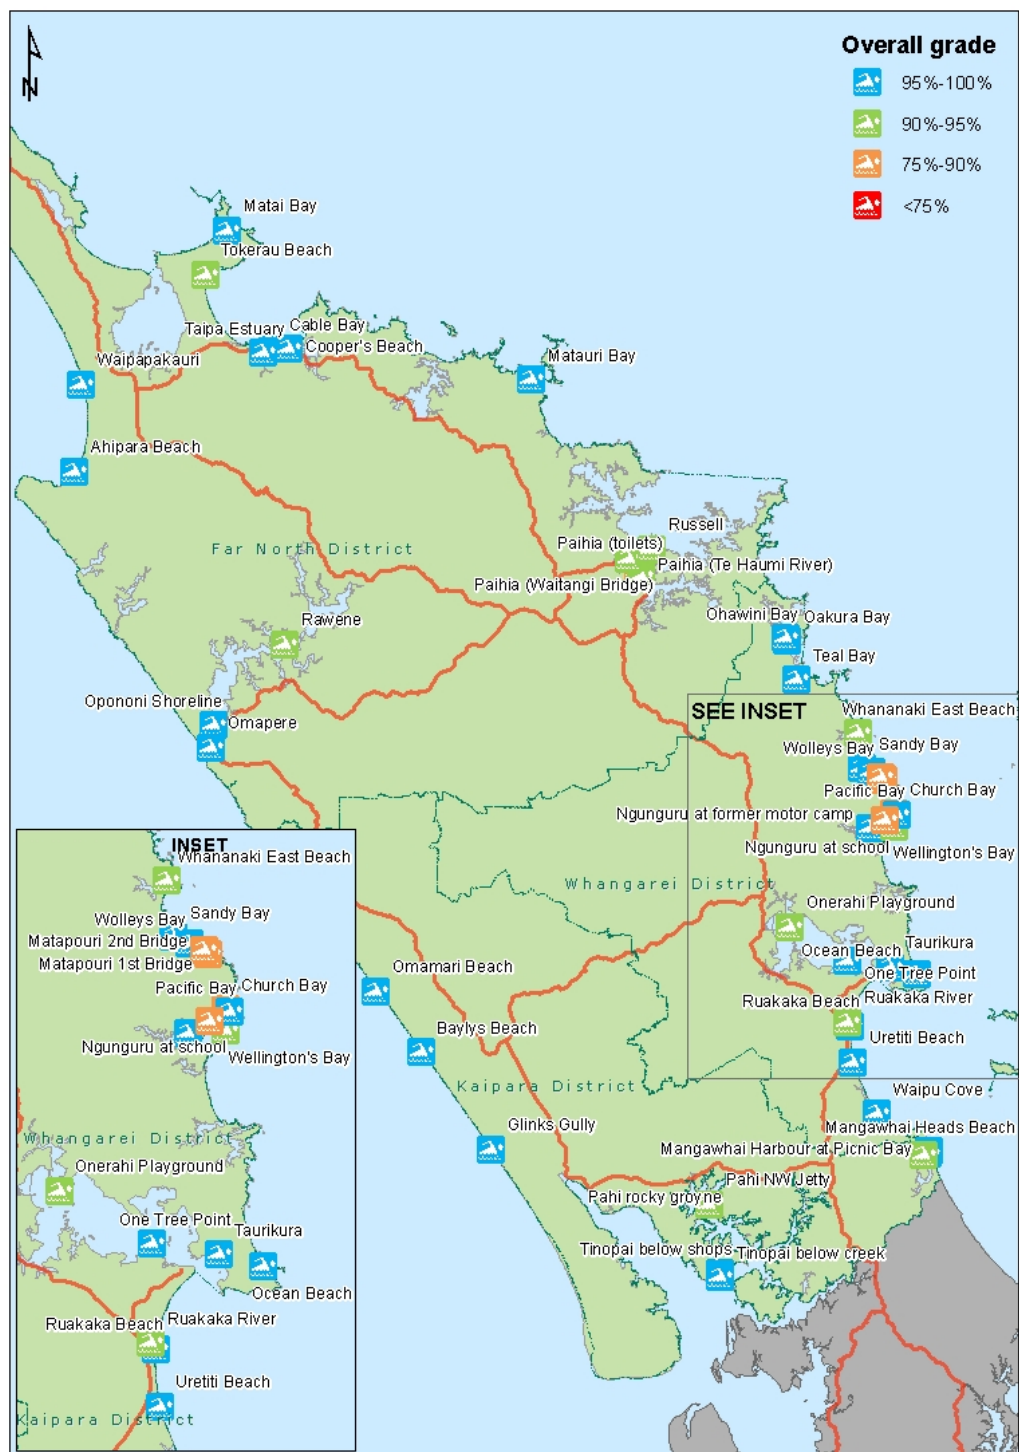 N
Overall grade
95%-100%
90%-95%
75%-90%
<75%
Matai Bay
Tokerau Beach
Taipa Estuary
Cable Bay
Cooper's Beach
Waipapakauri
Matauri Bay
Ahipara Beach
Russell
Far North District
Paihia (toilets)
Paihia (Te Haumi River)
Paihia (Waitangi Bridge)
Rawene
Ohawini Bay
Oakura Bay
Teal Bay
Opononi Shoreline
Omapere
SEE INSET
Whananaki East Beach
Wolleys Bay
Sandy Bay
Pacific Bay
Church Bay
Ngunguru at former motor camp
Ngunguru at school
Wellington's Bay
Whangarei District
Onerahi Playground
Ocean Beach
Taurikura
One Tree Point
Omamari Beach
Ruakaka Beach
Ruakaka River
Baylys Beach
Uretiti Beach
Kaipara District
Waipu Cove
Glinks Gully
Mangawhai Heads Beach
Mangawhai Harbour at Picnic Bay
Pahi NW Jetty
Pahi rocky groyne
Tinopai below shops
Tinopai below creek
INSET
Whananaki East Beach
Wolleys Bay
Sandy Bay
Matapouri 2nd Bridge
Matapouri 1st Bridge
Pacific Bay
Church Bay
Ngunguru at school
Wellington's Bay
Whangarei District
Onerahi Playground
One Tree Point
Taurikura
Ocean Beach
Ruakaka Beach
Ruakaka River
Uretiti Beach
Kaipara District